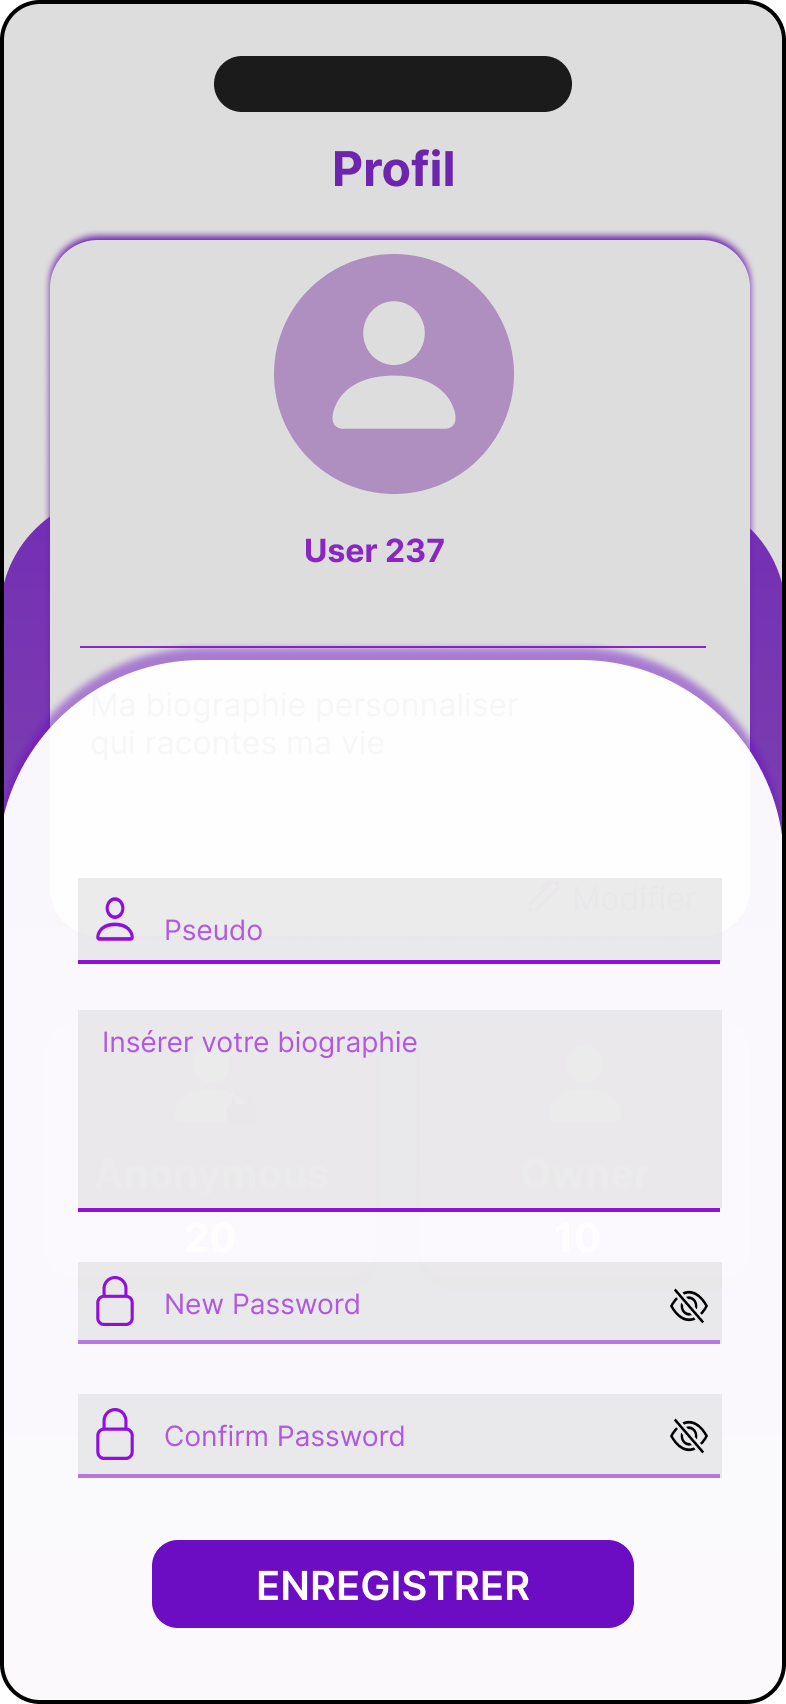 Profil
User 237
Ma biographie personnaliser
qui racontes ma vie
Modifier
Pseudo
Insérer votre biographie
Anonymous
Owner
20
10
New Password
Confirm Password
ENREGISTRER